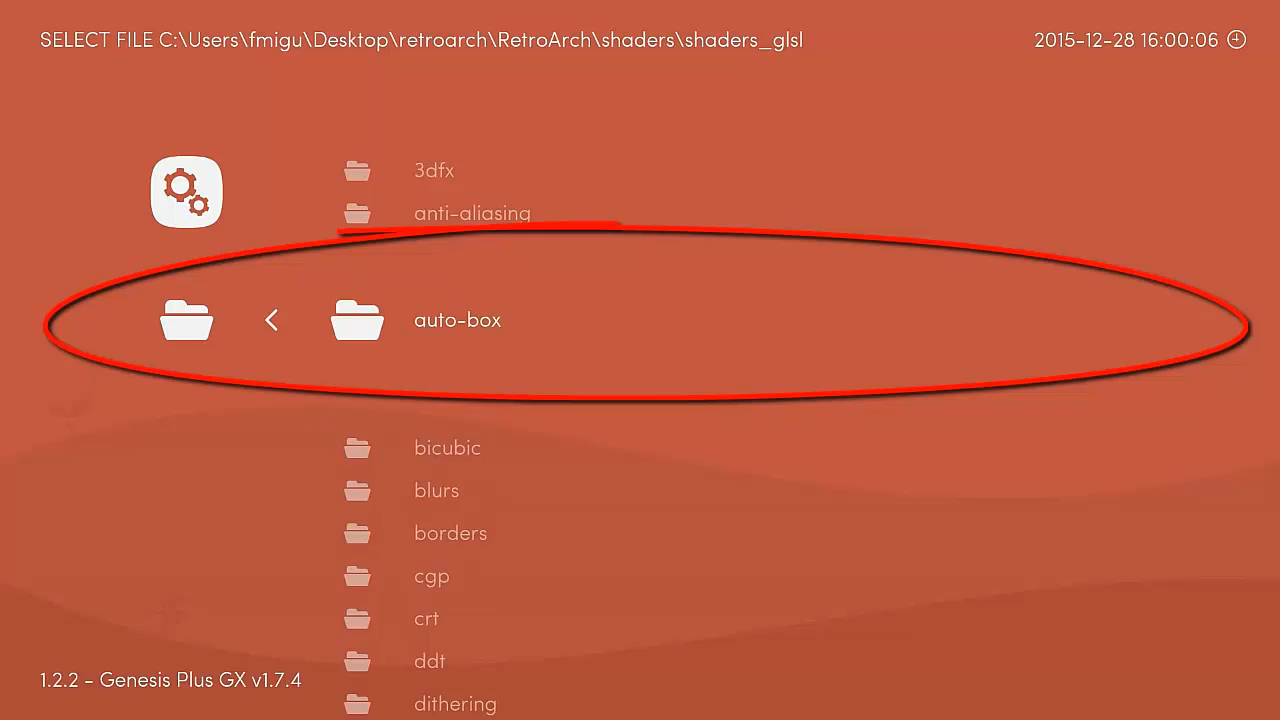 SELECT FILE C:\Users\fmigu\Desktop\retroarch\RetroArch\shaders\shaders_glsl
2015-12-28 16:00:06
3dfx
anti-aliasing
auto-box
bicubic
blurs
borders
cgp
crt
ddt
1.2.2 - Genesis Plus GX v1.7.4
dithering